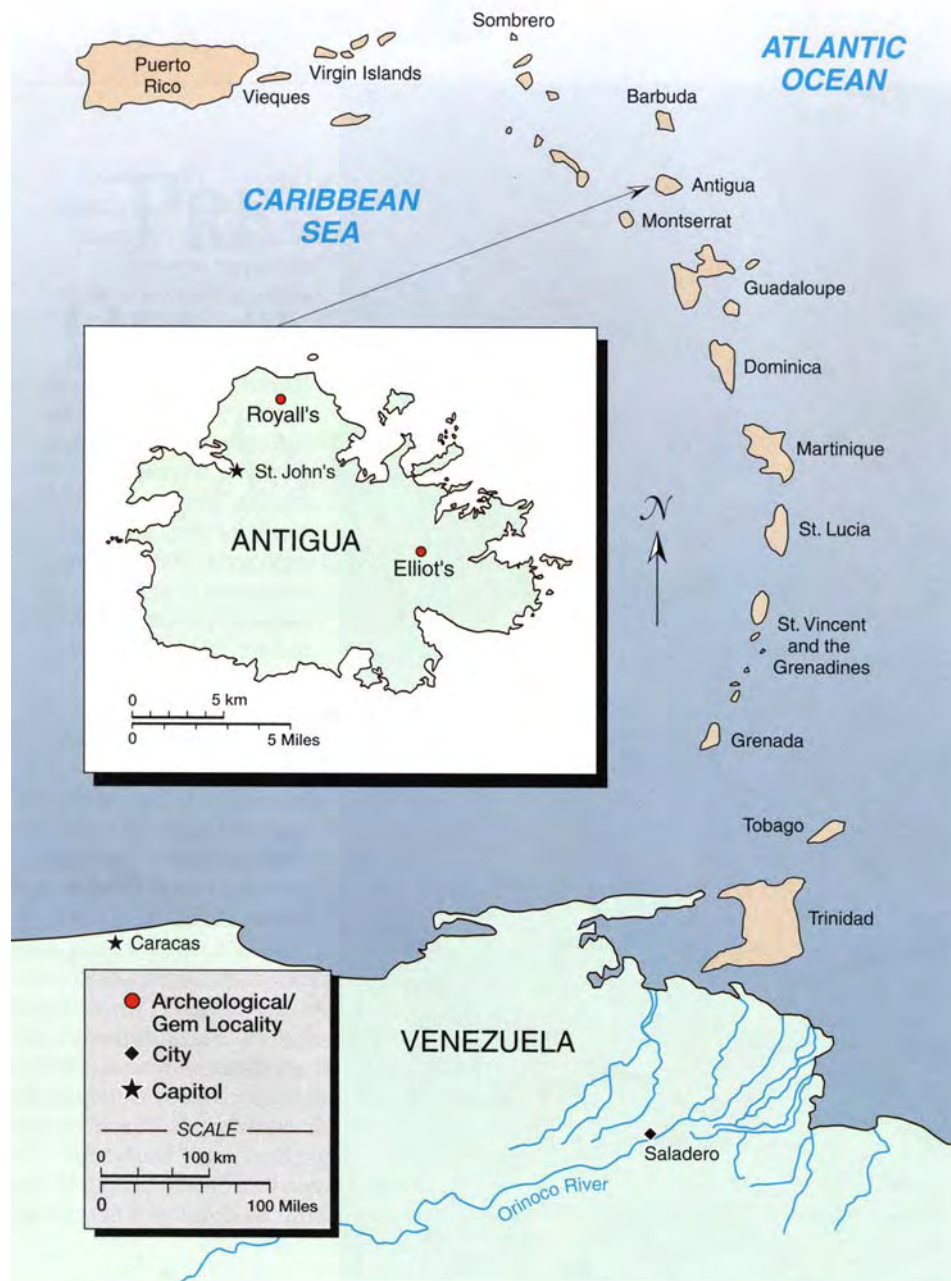 Sombrero
ATLANTIC
OCEAN
Puerto
Rico
Virgin Islands
Vieques
Barbuda
CARIBBEAN
SEA
Antigua
Montserrat
Guadaloupe
Dominica
Martinique
N
St. Lucia
St. Vincent
and the
Grenadines
Grenada
Tobago
Trinidad
Royall's
St. John's
ANTIGUA
Elliot's
0 5 km
0 5 Miles
Caracas
VENEZUELA
Saladero
Orinoco River
Archeological/
Gem Locality
City
Capitol
SCALE
0 100 km
0 100 Miles